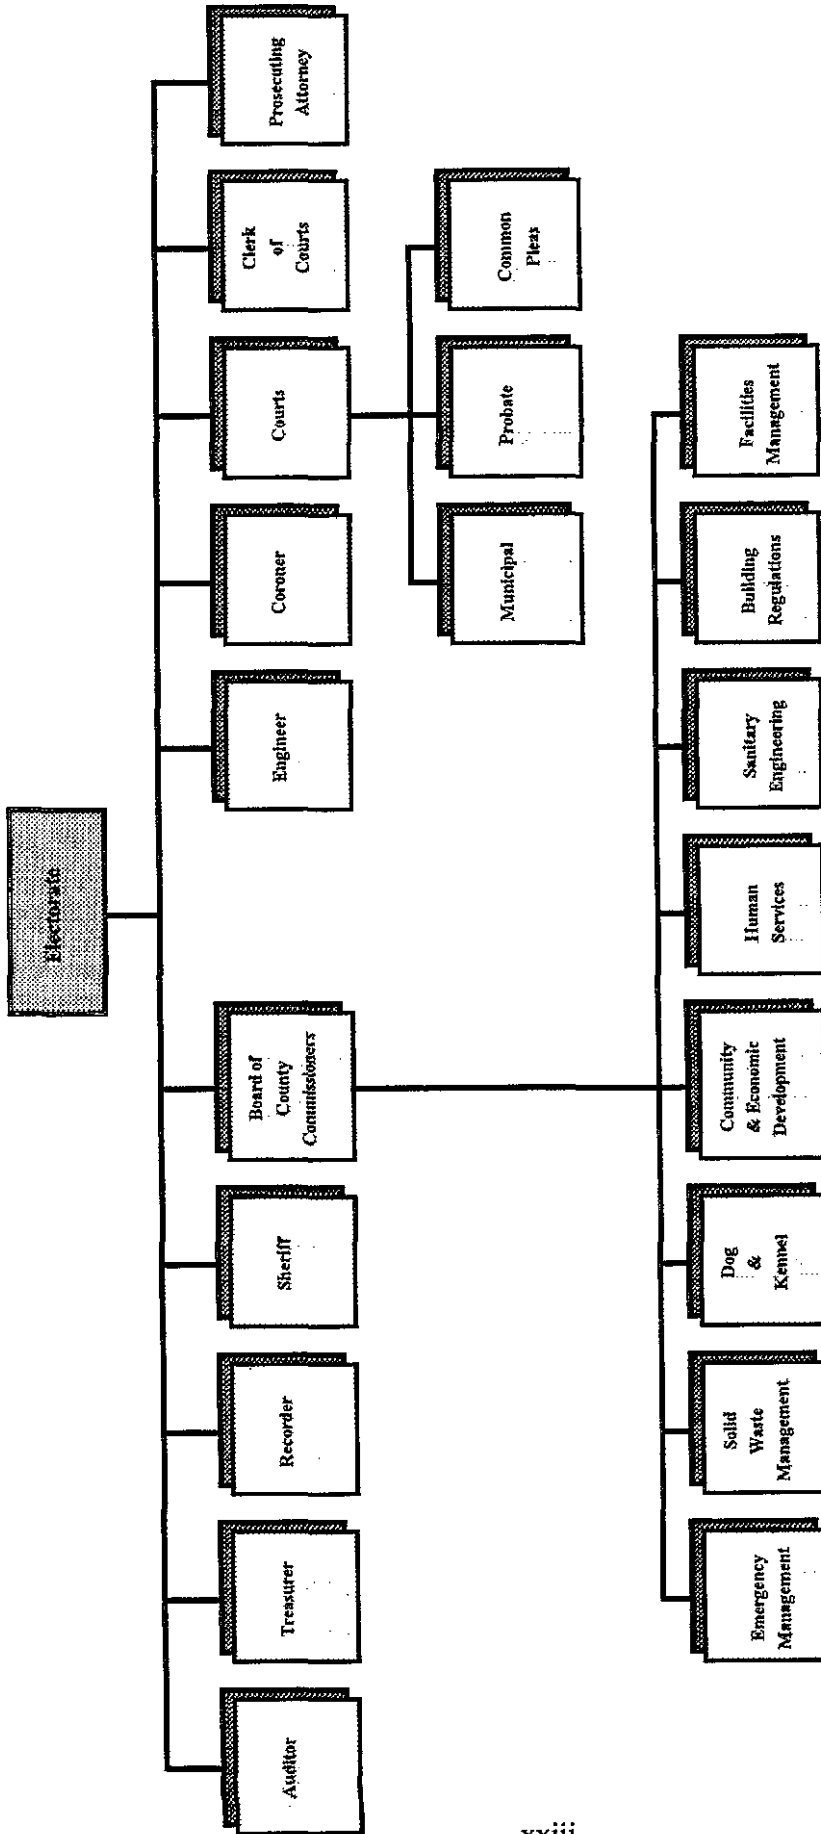 Electorate
Auditor
Treasurer
Recorder
Sheriff
Board of
County
Commissioners
Engineer
Coroner
Courts
Clerk
of
Courts
Prosecuting
Attorney
Municipal
Probate
Common
Pleas
Emergency
Management
Solid
Waste
Management
Dog
&
Kennel
Community
& Economic
Development
Human
Services
Sanitary
Engineering
Building
Regulations
Facilities
Management
xxiii